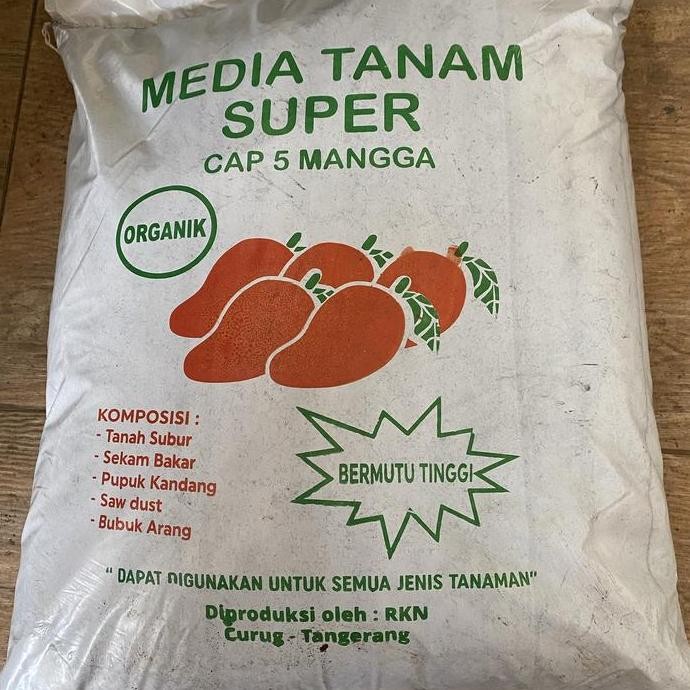 MEDIA TANAM
SUPER
CAP 5 MANGGA
ORGANIK
KOMPOSISI :
- Tanah Subur
- Sekam Bakar
- Pupuk Kandang
- Saw dust
- Bubuk Arang
BERMUTU TINGGI
“ DAPAT DIGUNAKAN UNTUK SEMUA JENIS TANAMAN”
Diproduksi oleh : RKN
Curug - Tangerang